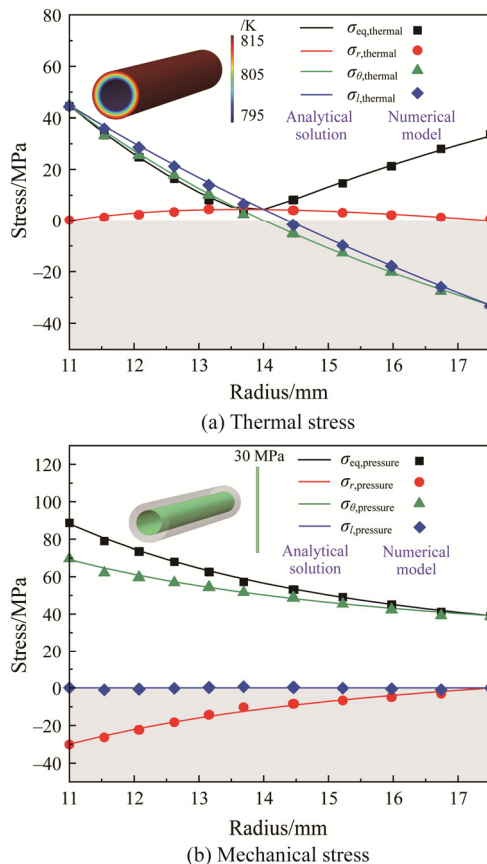 /K
815
805
795
σeq,thermal
σr,thermal
σθ,thermal
σl,thermal
Analytical solution
Numerical model
80
60
40
20
0
−20
−40
Stress/MPa
11 12 13 14 15 16 17
Radius/mm
(a) Thermal stress
30 MPa
σeq,pressure
σr,pressure
σθ,pressure
σl,pressure
Analytical solution
Numerical model
120
100
80
60
40
20
0
−20
−40
Stress/MPa
11 12 13 14 15 16 17
Radius/mm
(b) Mechanical stress